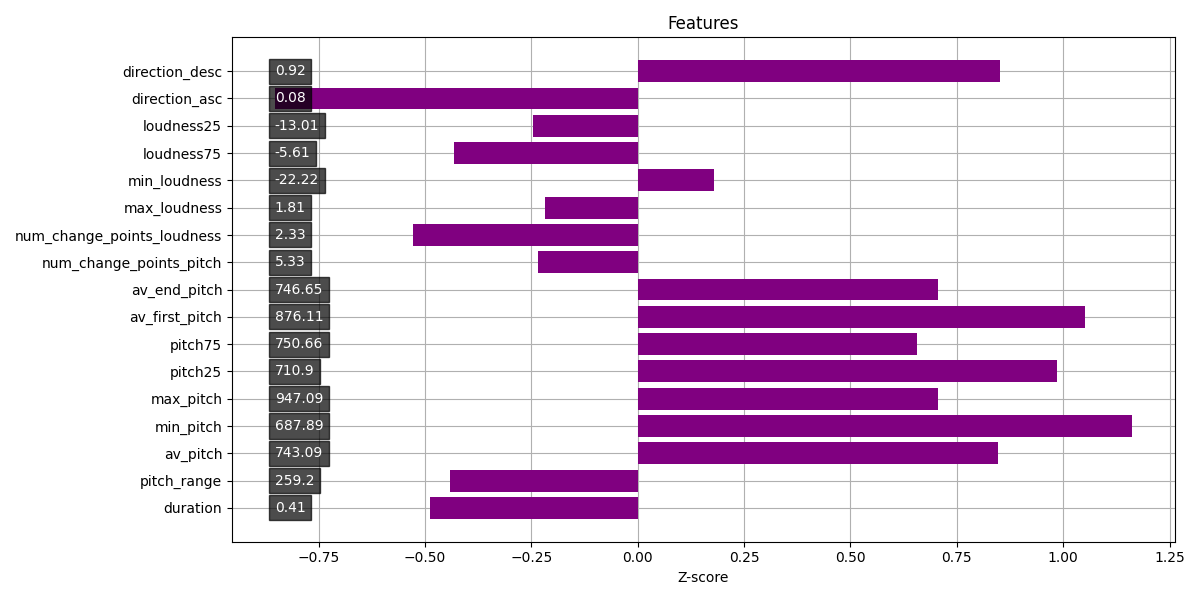 Features
direction_desc 0.92
direction_asc 0.08
loudness25 -13.01
loudness75 -5.61
min_loudness -22.22
max_loudness 1.81
num_change_points_loudness 2.33
num_change_points_pitch 5.33
av_end_pitch 746.65
av_first_pitch 876.11
pitch75 750.66
pitch25 710.9
max_pitch 947.09
min_pitch 687.89
av_pitch 743.09
pitch_range 259.2
duration 0.41
−0.75 −0.50 −0.25 0.00 0.25 0.50 0.75 1.00 1.25
Z-score